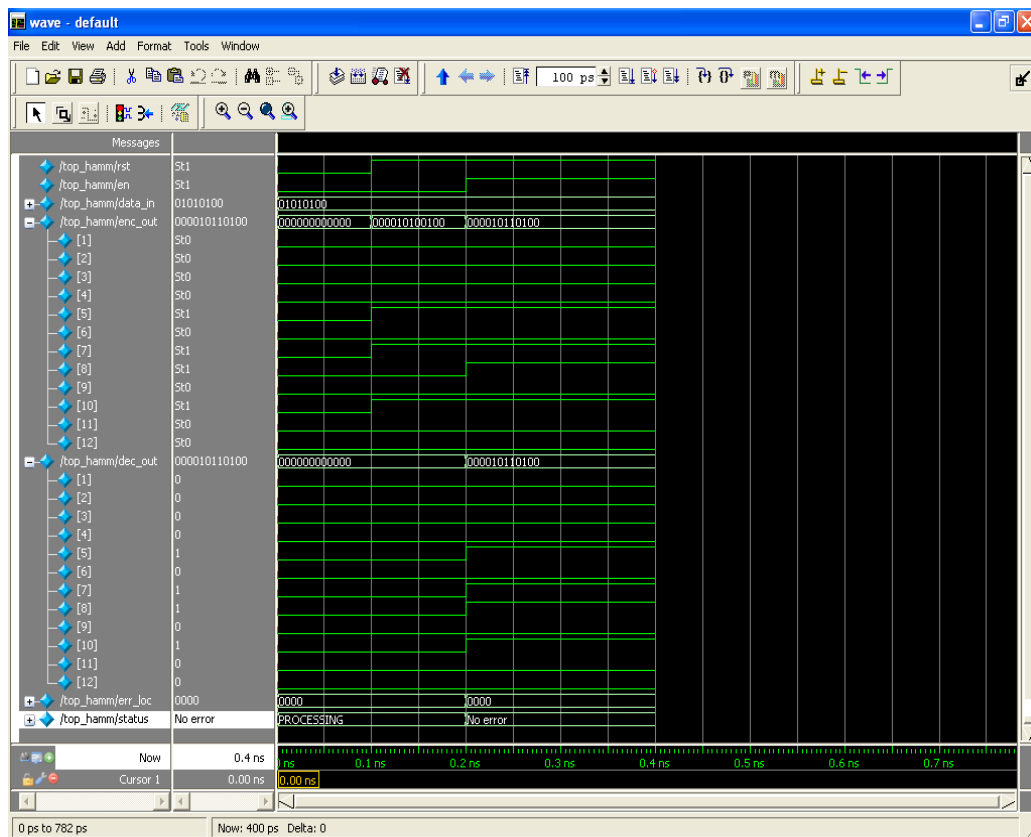 wave - default
File Edit View Add Format Tools Window
100 ps
Messages
/top_hamm/rst St1
/top_hamm/en St1
/top_hamm/data_in 01010100 01010100
/top_hamm/enc_out 000010110100 000000000000 000010100100 000010110100
[1] St0
[2] St0
[3] St0
[4] St0
[5] St1
[6] St0
[7] St1
[8] St1
[9] St0
[10] St1
[11] St0
[12] St0
/top_hamm/dec_out 000010110100 000000000000 000010110100
[1] 0
[2] 0
[3] 0
[4] 0
[5] 1
[6] 0
[7] 1
[8] 1
[9] 0
[10] 1
[11] 0
[12] 0
/top_hamm/err_loc 0000 0000 0000
/top_hamm/status No error PROCESSING No error
Now 0.4 ns ns 0.1 ns 0.2 ns 0.3 ns 0.4 ns 0.5 ns 0.6 ns 0.7 ns
Cursor 1 0.00 ns 0.00 ns
0 ps to 782 ps Now: 400 ps Delta: 0